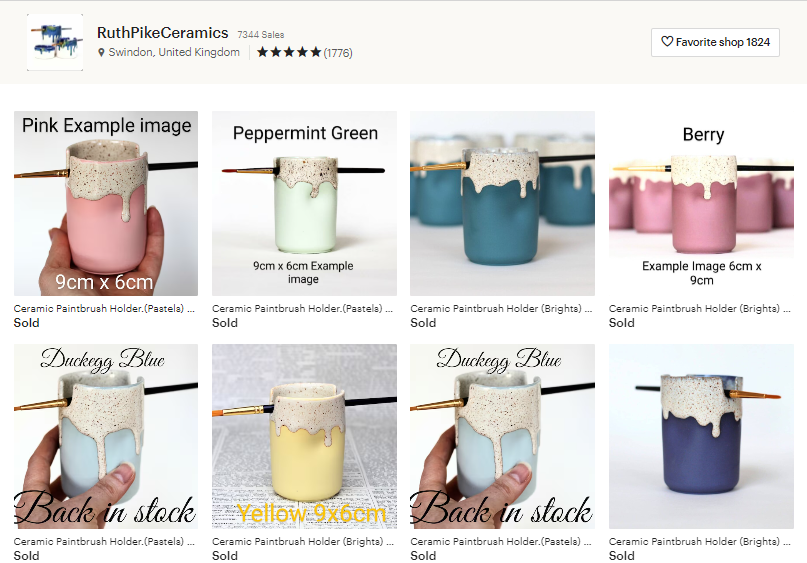 RuthPikeCeramics 7344 Sales
Swindon, United Kingdom ★★★★★ (1776)
Favorite shop 1824
Pink Example image
9cm x 6cm
Peppermint Green
9cm x 6cm Example
image
Berry
Example Image 6cm x
9cm
Ceramic Paintbrush Holder.(Pastels) ...
Sold
Ceramic Paintbrush Holder.(Pastels) ...
Sold
Ceramic Paintbrush Holder (Brights) ...
Sold
Ceramic Paintbrush Holder (Brights) ...
Sold
Duckegg Blue
Back in stock
Yellow 9x6cm
Duckegg Blue
Back in stock
Ceramic Paintbrush Holder.(Pastels) ...
Sold
Ceramic Paintbrush Holder (Brights) ...
Sold
Ceramic Paintbrush Holder.(Pastels) ...
Sold
Ceramic Paintbrush Holder (Brights) ...
Sold